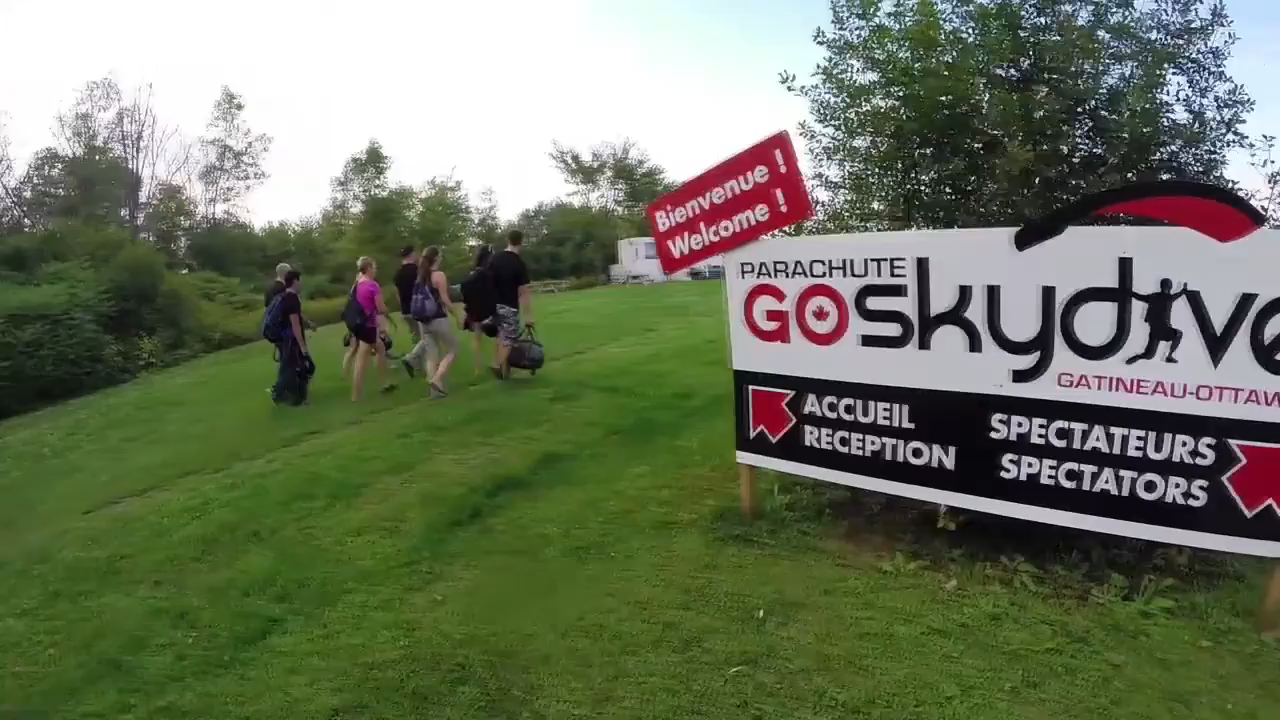 Bienvenue !
Welcome !
PARACHUTE
GOSkydive
GATINEAU-OTTAW
ACCUEIL
RECEPTION
SPECTATEURS
SPECTATORS